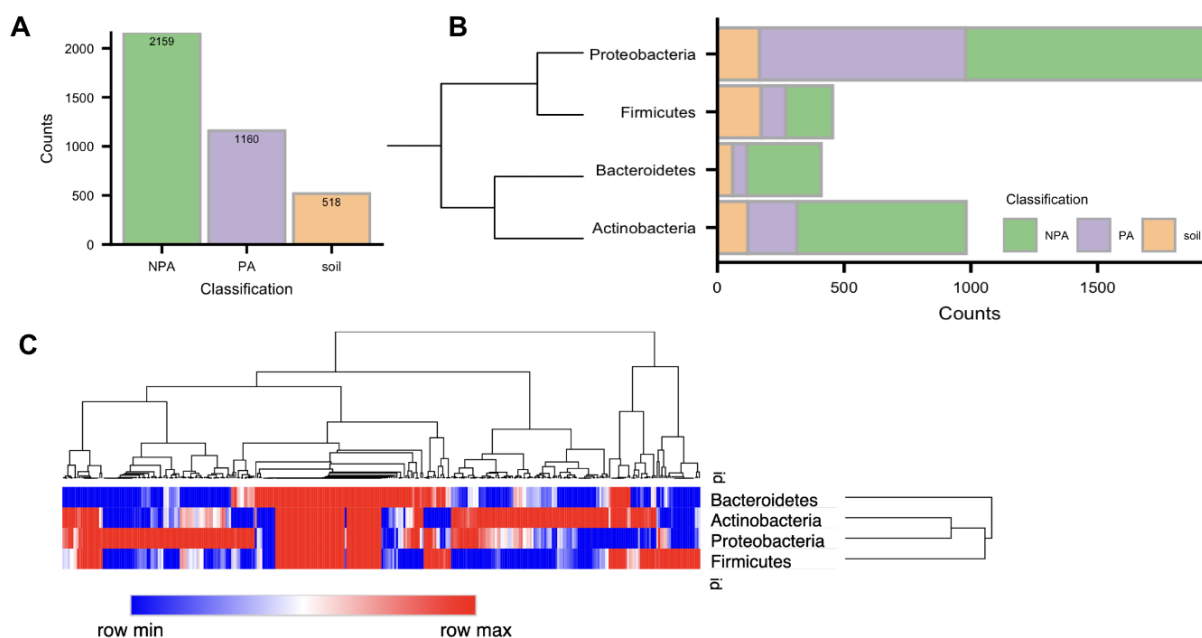 A
2000
1500
1000
500
0
Counts
2159
1160
518
NPA
PA
soil
Classification
B
Proteobacteria
Firmicutes
Bacteroidetes
Actinobacteria
Classification
NPA
PA
soil
0
500
1000
1500
Counts
C
id
Bacteroidetes
Actinobacteria
Proteobacteria
Firmicutes
id
row min
row max